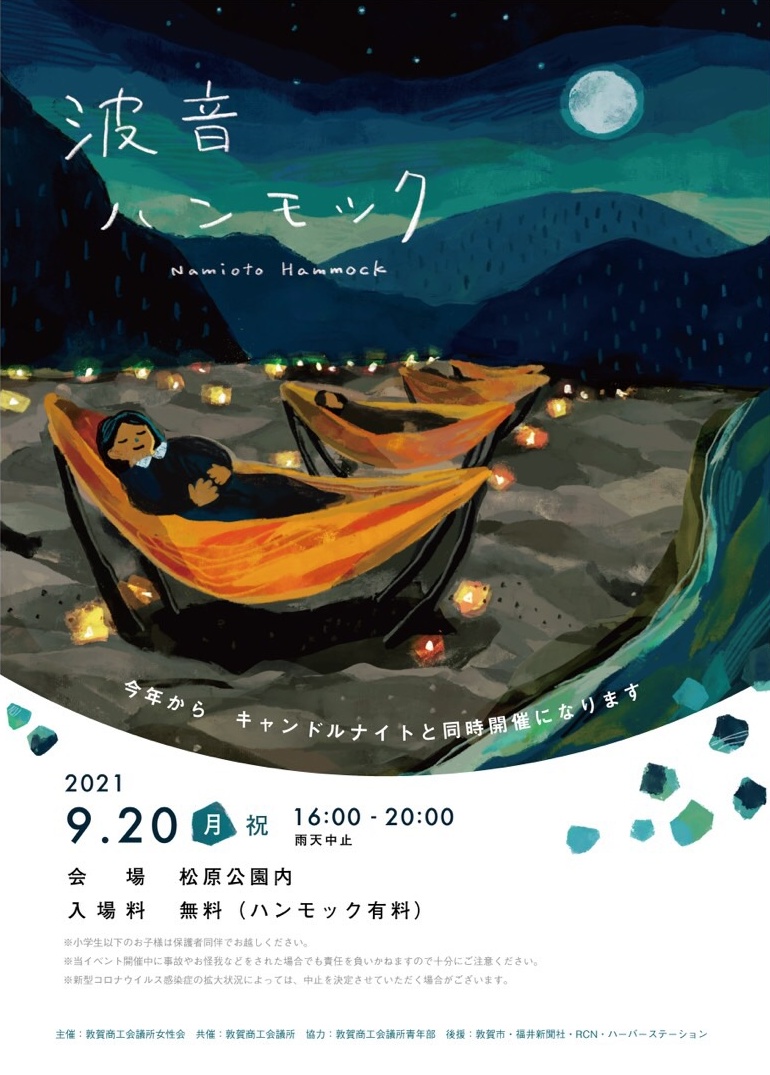 波音
ハンモック
Namioto Hammock
今年から キャンドルナイトと同時開催になります
2021
9.20 月 祝 16:00 - 20:00
雨天中止
会場 松原公園内
入場料 無料（ハンモック有料）
※小学生以下のお子様は保護者同伴でお越しください。
※当イベント開催中に事故やお怪我などをされた場合でも責任を負いかねますので十分にご注意ください。
※新型コロナウイルス感染症の拡大状況によっては、中止を決定させていただく場合がございます。
主催：敦賀商工会議所女性会 共催：敦賀商工会議所 協力：敦賀商工会議所青年部 後援：敦賀市・福井新聞社・RCN・ハーバーステーション